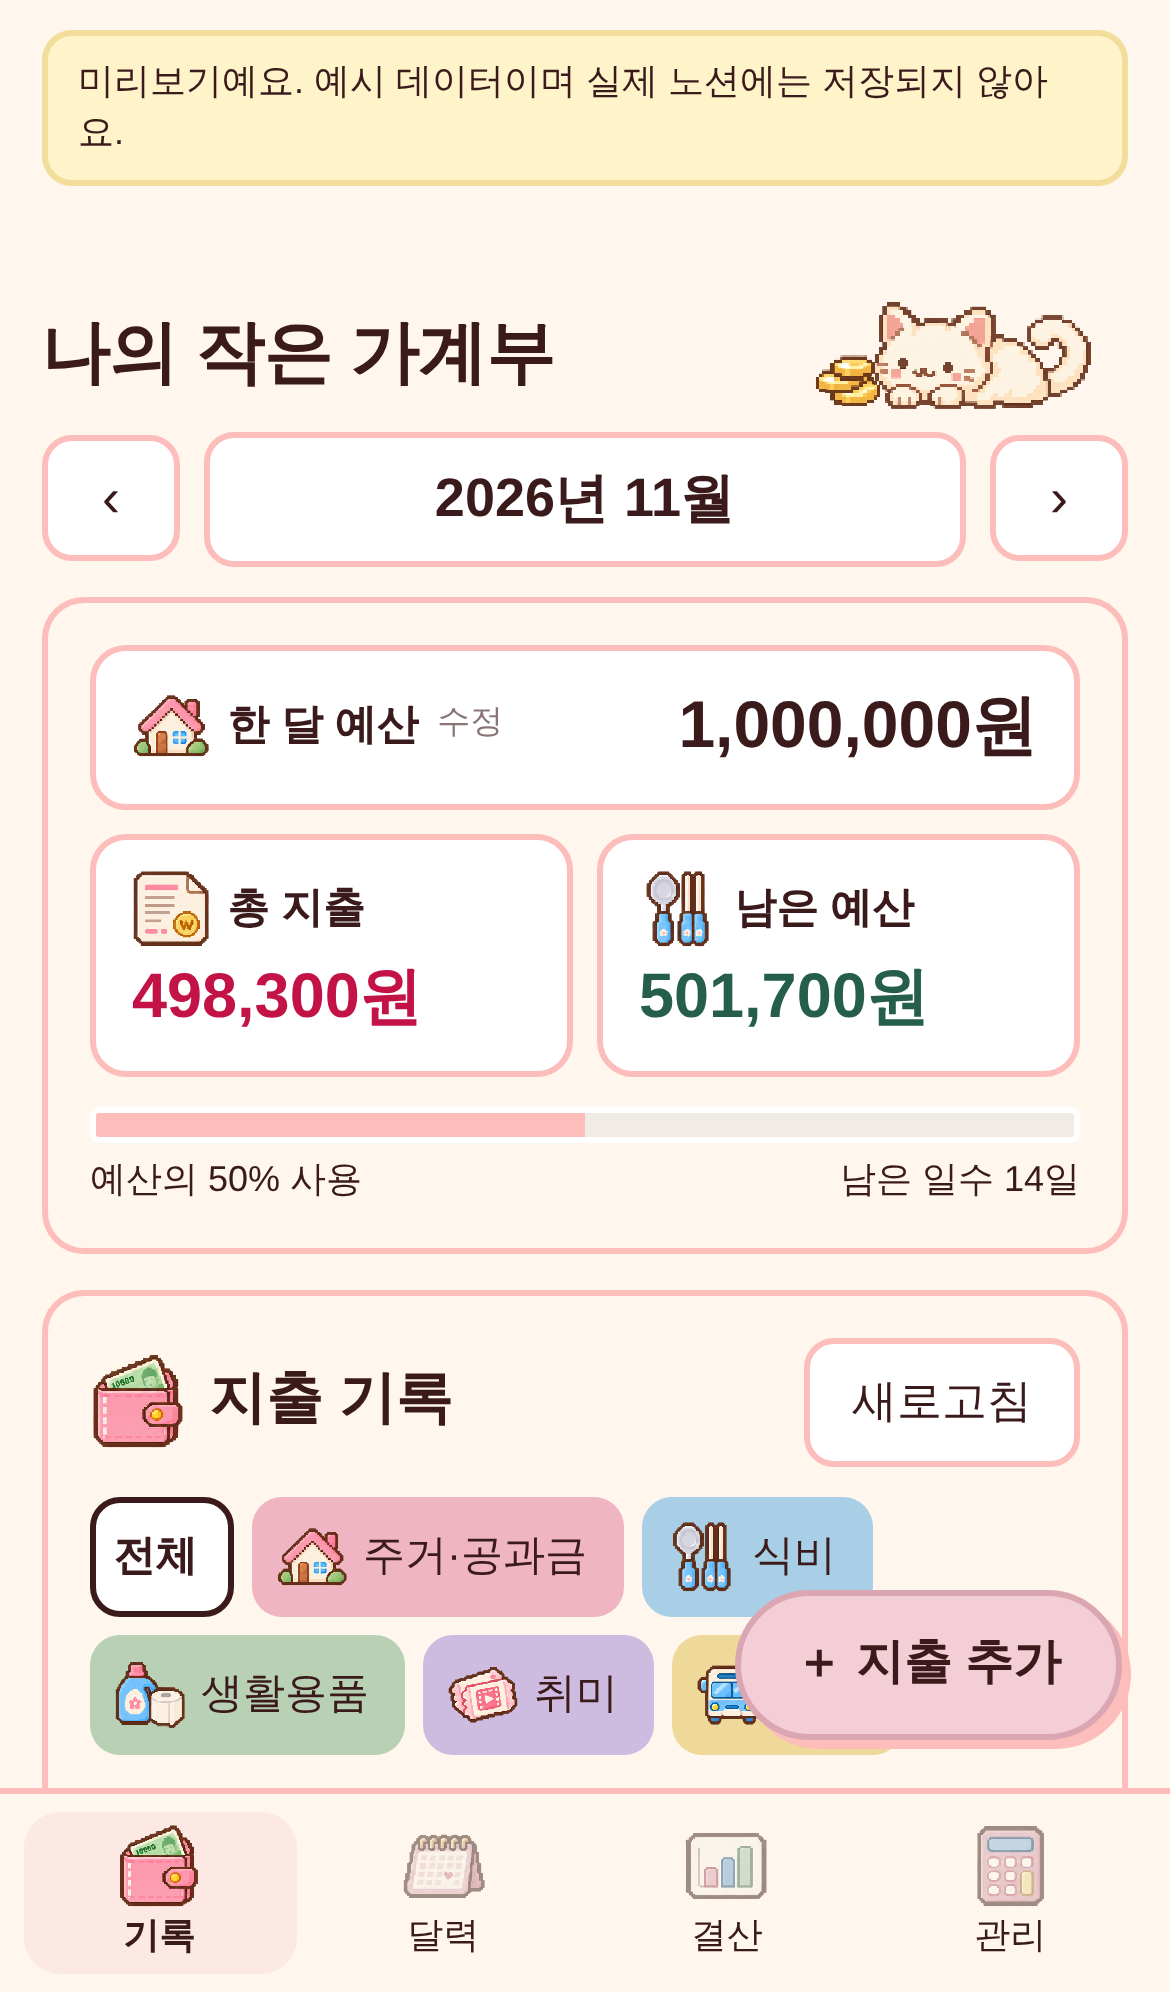 미리보기예요. 예시 데이터이며 실제 노션에는 저장되지 않아
요.
나의 작은 가계부
‹ 2026년 11월 ›
한 달 예산 수정 1,000,000원
총 지출 남은 예산
498,300원 501,700원
예산의 50% 사용 남은 일수 14일
지출 기록 새로고침
전체 주거·공과금 식비
+ 지출 추가
생활용품 취미
기록 달력 결산 관리